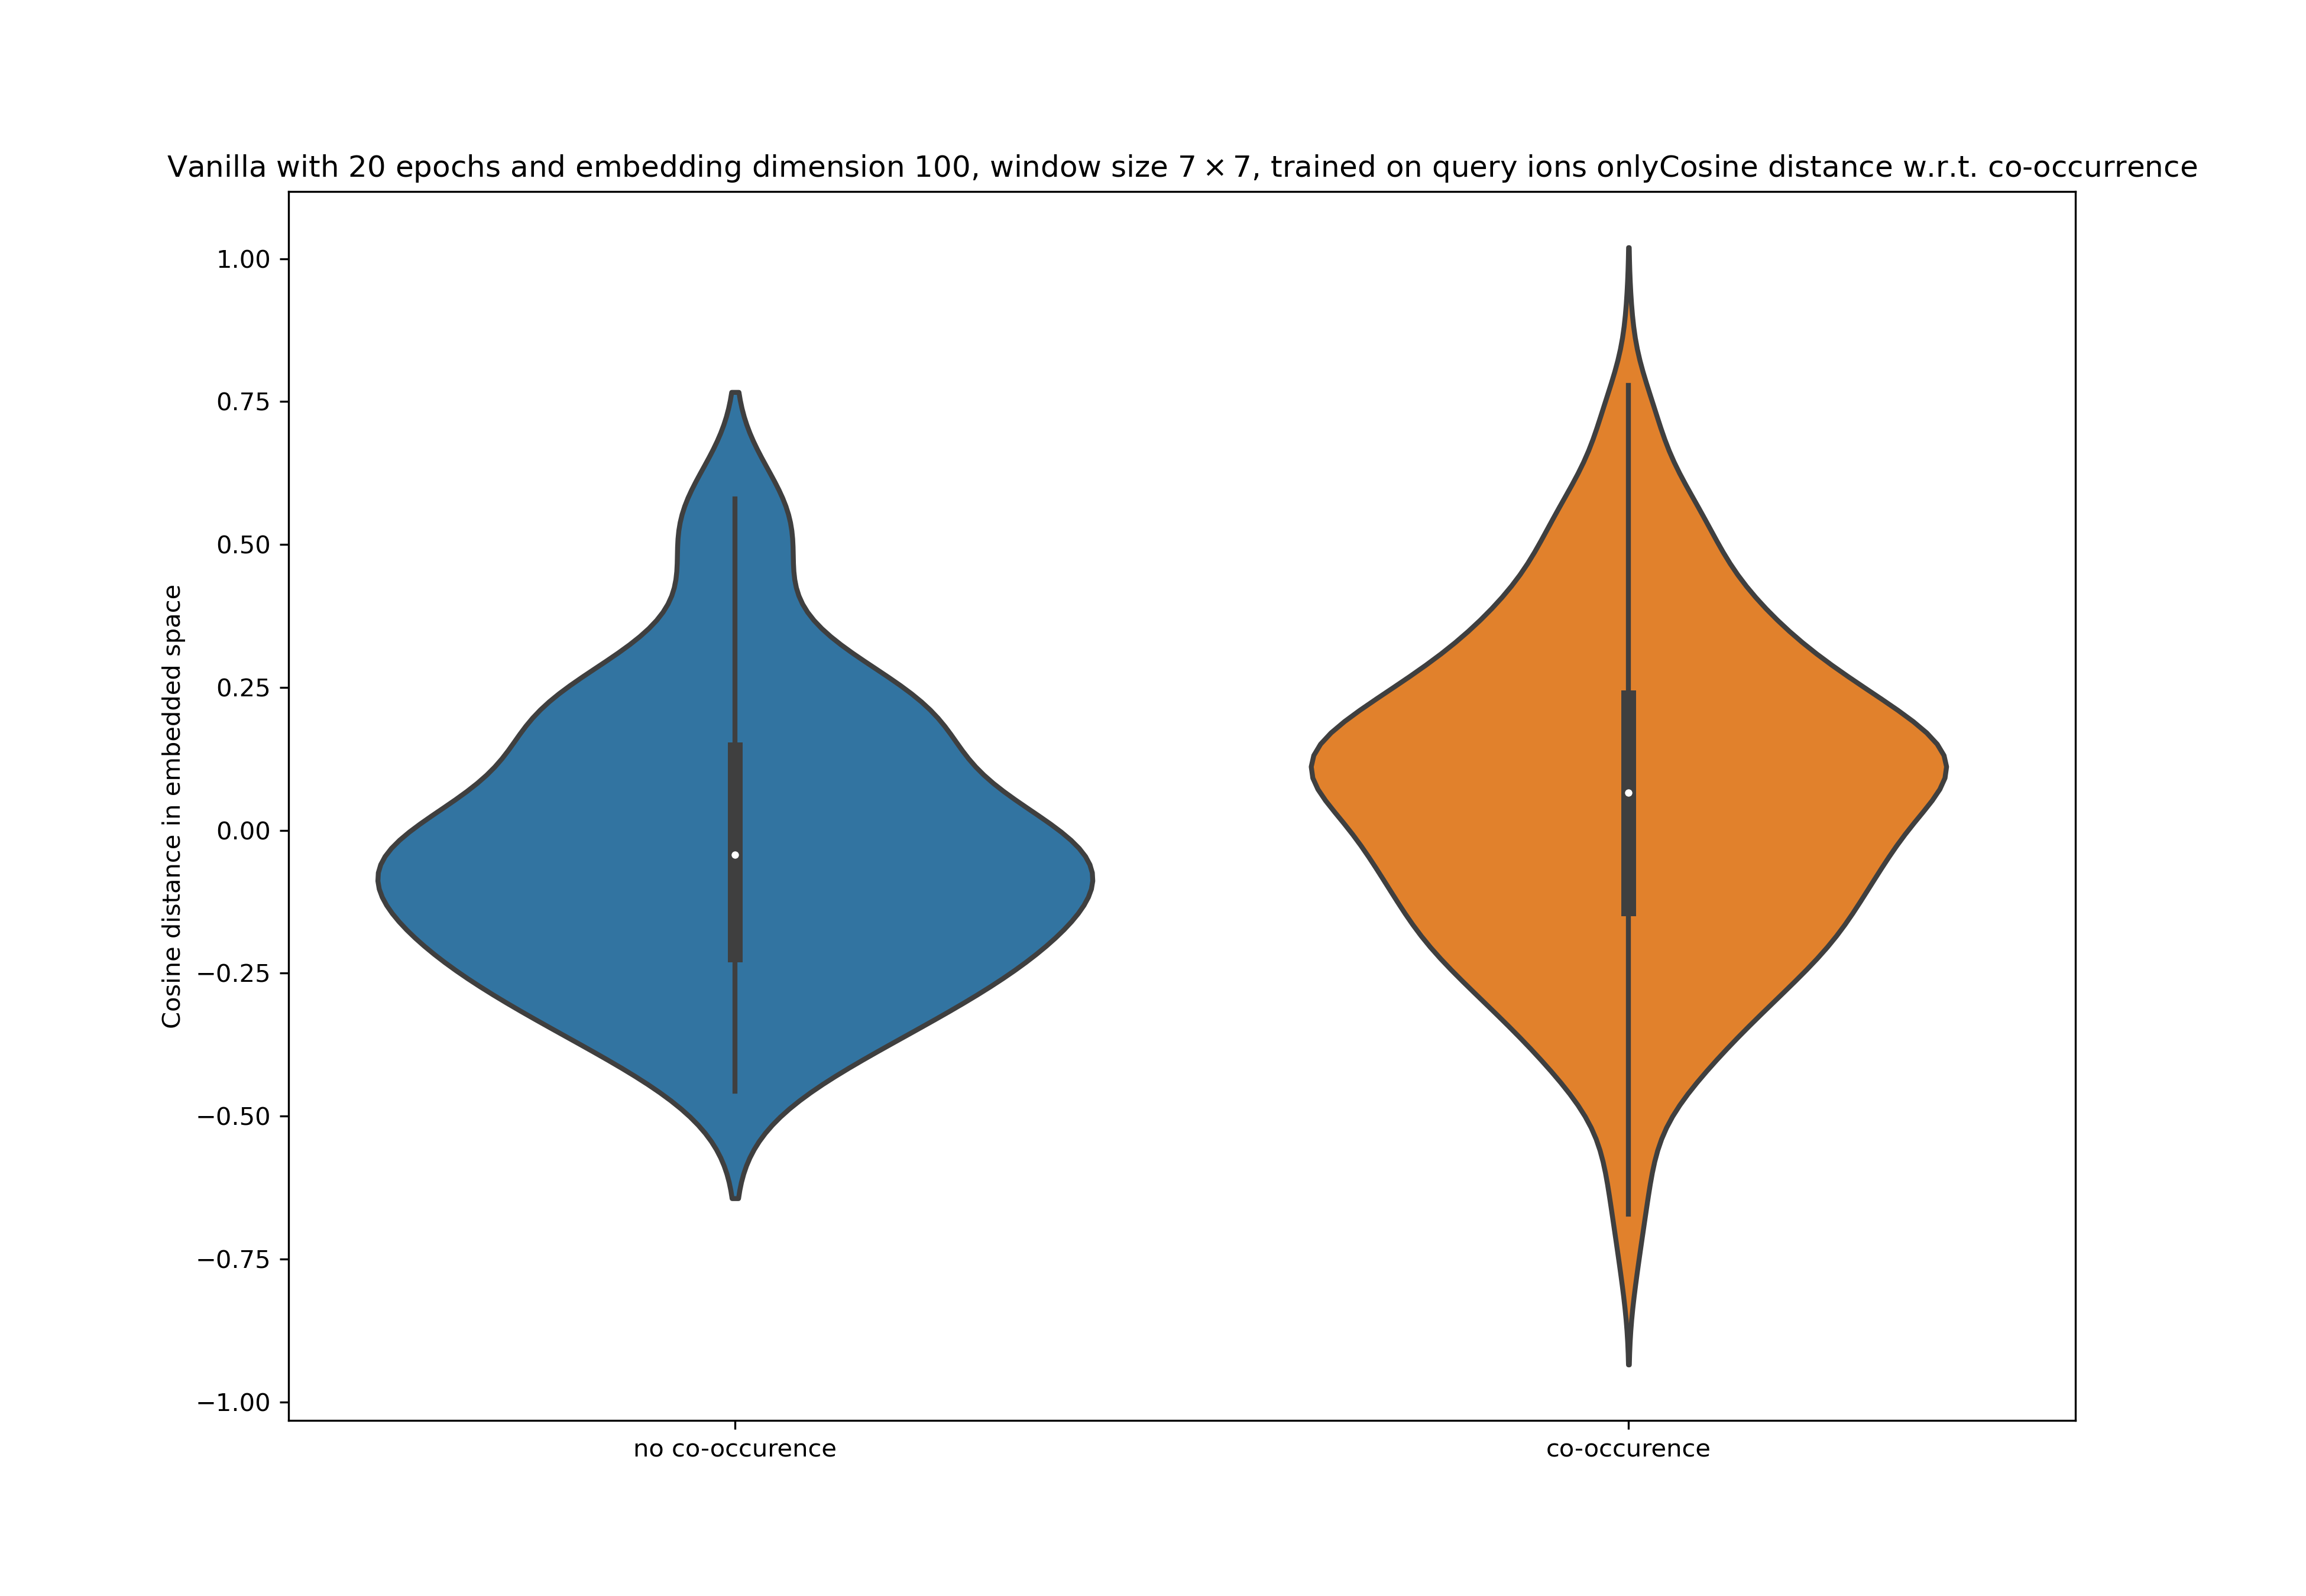 Vanilla with 20 epochs and embedding dimension 100, window size 7 × 7, trained on query ions onlyCosine distance w.r.t. co-occurrence
Cosine distance in embedded space
1.00
0.75
0.50
0.25
0.00
−0.25
−0.50
−0.75
−1.00
no co-occurence
co-occurence